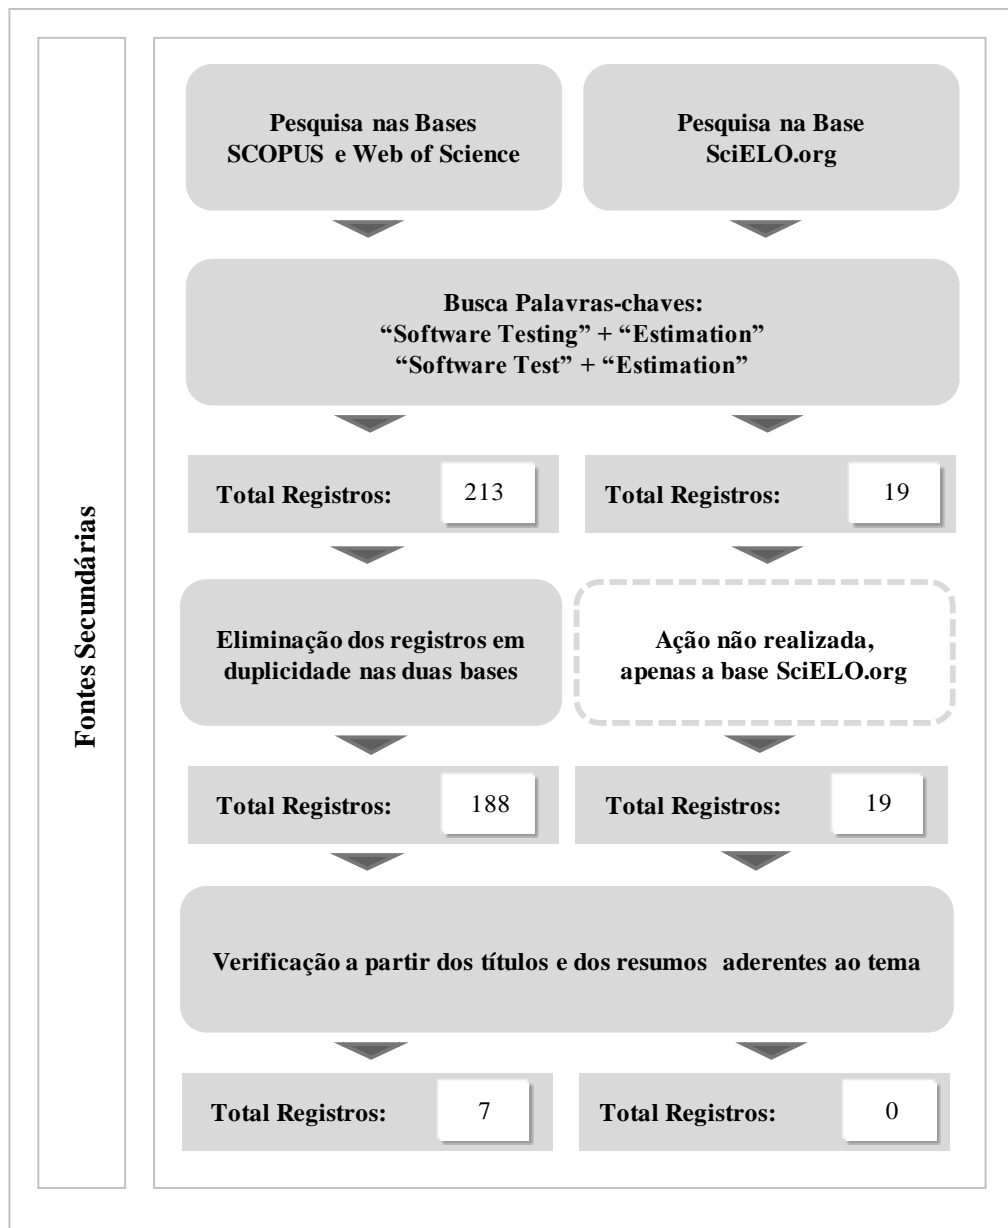 Fontes Secundárias
Pesquisa nas Bases
SCOPUS e Web of Science
Pesquisa na Base
SciELO.org
Busca Palavras-chaves:
“Software Testing” + “Estimation”
“Software Test” + “Estimation”
Total Registros: 213
Total Registros: 19
Eliminação dos registros em
duplicidade nas duas bases
Ação não realizada,
apenas a base SciELO.org
Total Registros: 188
Total Registros: 19
Verificação a partir dos títulos e dos resumos aderentes ao tema
Total Registros: 7
Total Registros: 0